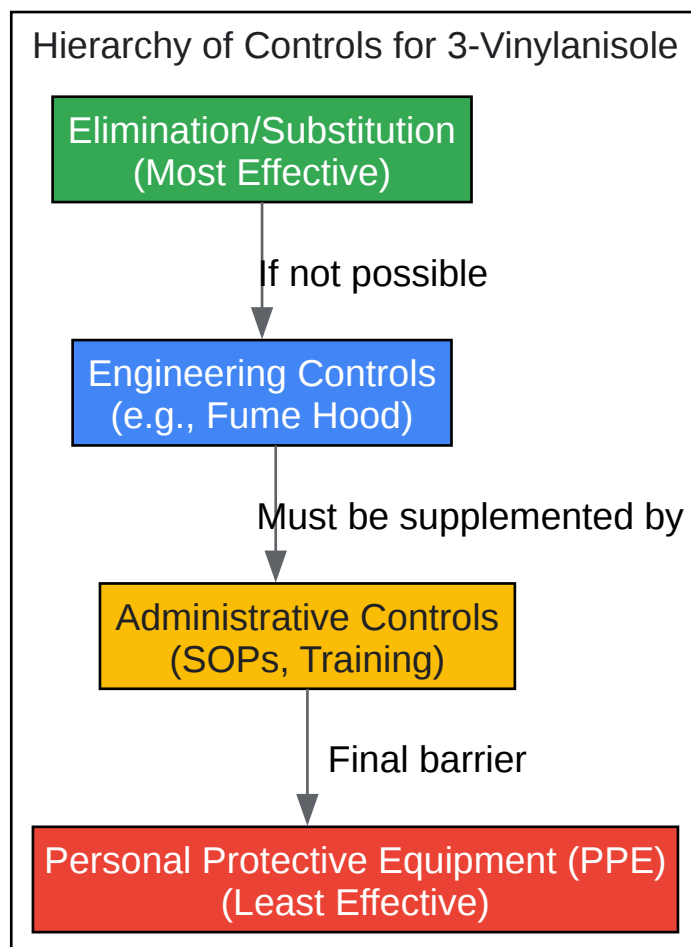 Hierarchy of Controls for 3-Vinylanisole
Elimination/Substitution
(Most Effective)
If not possible
Engineering Controls
(e.g., Fume Hood)
Must be supplemented by
Administrative Controls
(SOPs, Training)
Final barrier
Personal Protective Equipment (PPE)
(Least Effective)